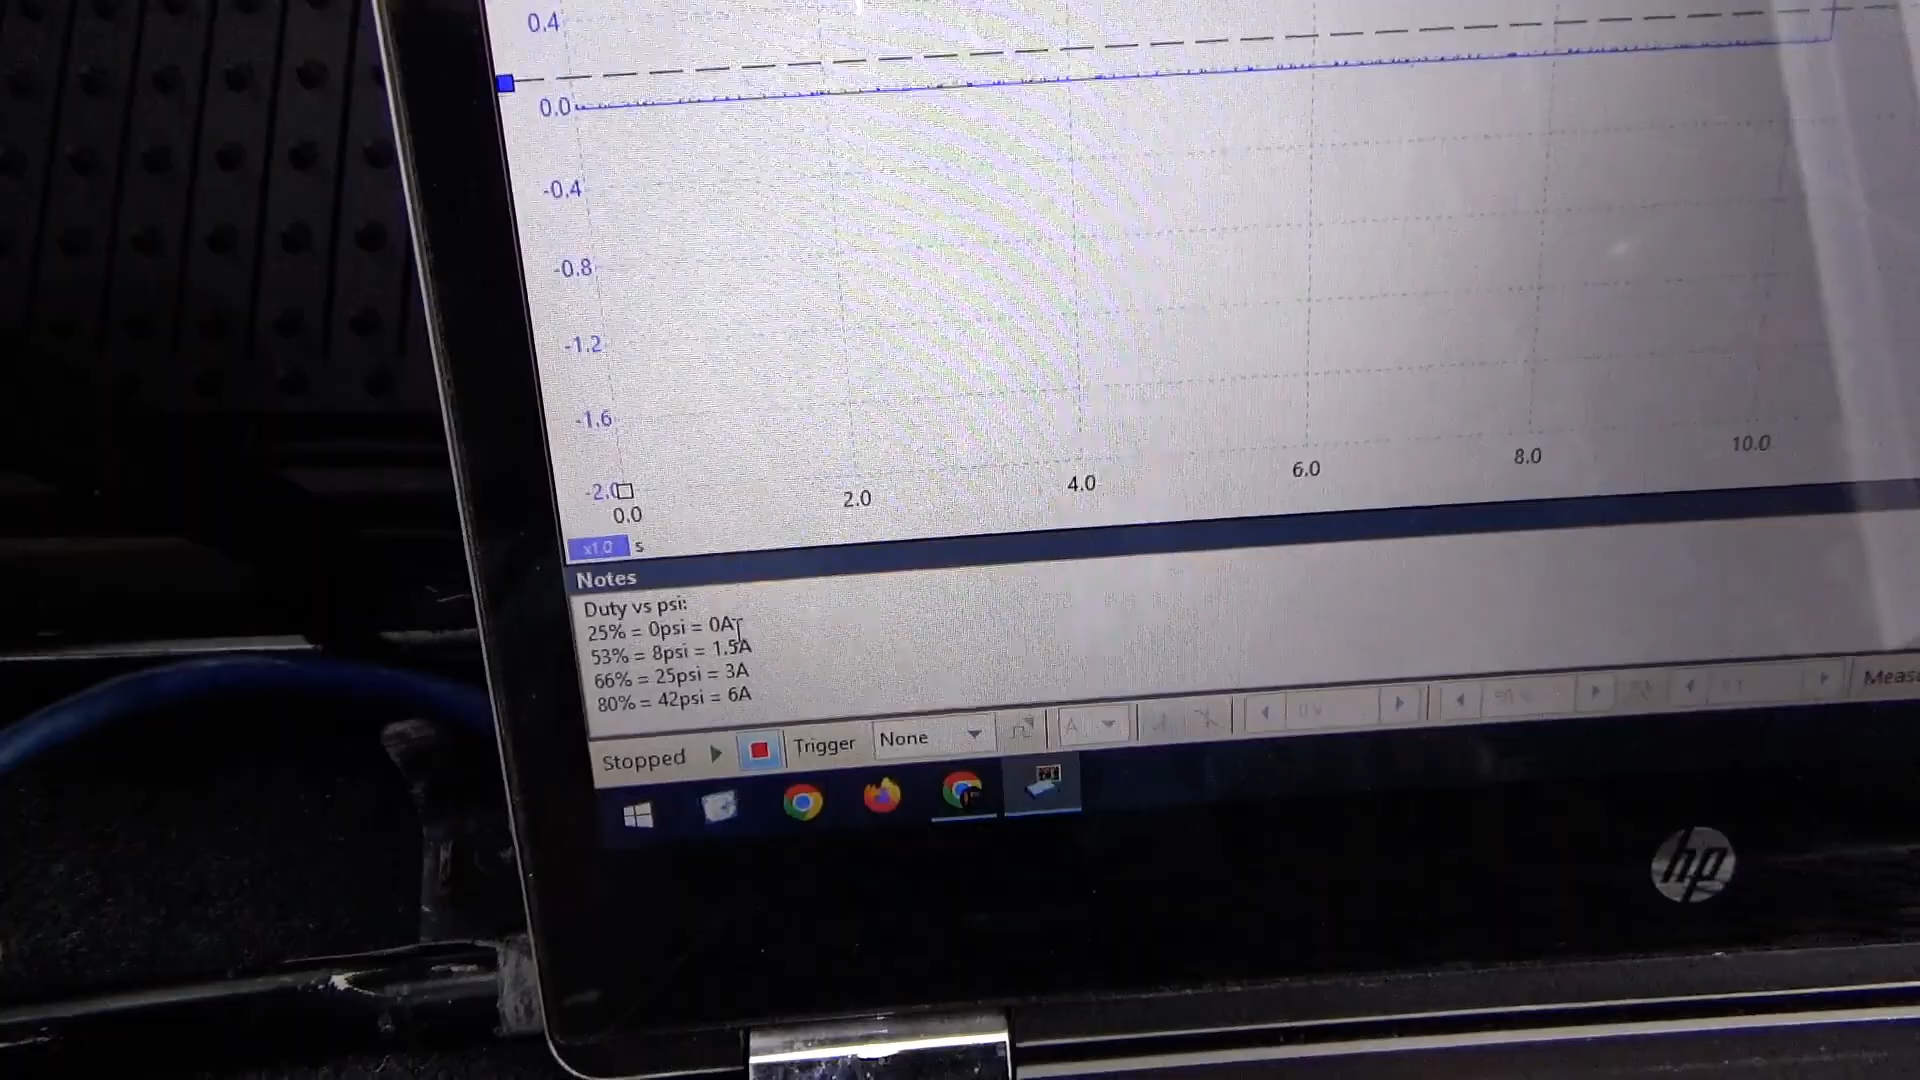 0.4
0.0
-0.4
-0.8
-1.2
-1.6
-2.0
0.0 2.0 4.0 6.0 8.0 10.0
x1.0 s
Notes
Duty vs psi:
25% = 0psi = 0A
53% = 8psi = 1.5A
66% = 25psi = 3A
80% = 42psi = 6A
Stopped Trigger None A 0 V
hp